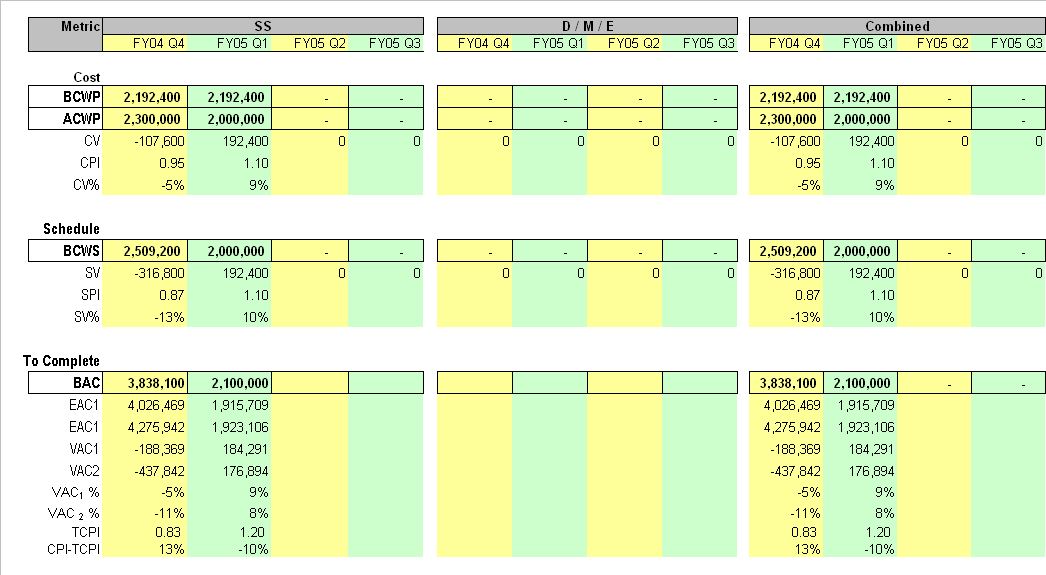 Metric SS D / M / E Combined
FY04 Q4 FY05 Q1 FY05 Q2 FY05 Q3 FY04 Q4 FY05 Q1 FY05 Q2 FY05 Q3 FY04 Q4 FY05 Q1 FY05 Q2 FY05 Q3
Cost
BCWP 2,192,400 2,192,400 - - - - - - 2,192,400 2,192,400 - -
ACWP 2,300,000 2,000,000 - - - - - - 2,300,000 2,000,000 - -
CV -107,600 192,400 0 0 0 0 0 0 -107,600 192,400 0 0
CPI 0.95 1.10 0.95 1.10
CV% -5% 9% -5% 9%
Schedule
BCWS 2,509,200 2,000,000 - - - - - - 2,509,200 2,000,000 - -
SV -316,800 192,400 0 0 0 0 0 0 -316,800 192,400 0 0
SPI 0.87 1.10 0.87 1.10
SV% -13% 10% -13% 10%
To Complete
BAC 3,838,100 2,100,000 3,838,100 2,100,000 - -
EAC1 4,026,469 1,915,709 4,026,469 1,915,709
EAC1 4,275,942 1,923,106 4,275,942 1,923,106
VAC1 -188,369 184,291 -188,369 184,291
VAC2 -437,842 176,894 -437,842 176,894
VAC₁ % -5% 9% -5% 9%
VAC ₂ % -11% 8% -11% 8%
TCPI 0.83 1.20 0.83 1.20
CPI-TCPI 13% -10% 13% -10%